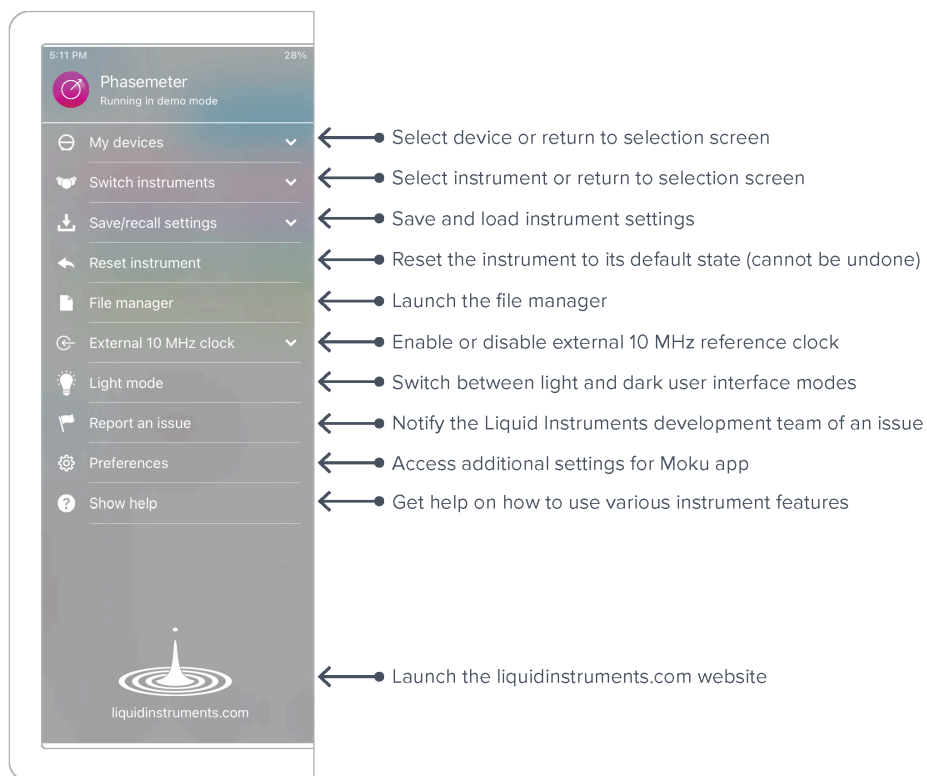 5:11 PM 28%
Phasemeter
Running in demo mode
My devices Select device or return to selection screen
Switch instruments Select instrument or return to selection screen
Save/recall settings Save and load instrument settings
Reset instrument Reset the instrument to its default state (cannot be undone)
File manager Launch the file manager
External 10 MHz clock Enable or disable external 10 MHz reference clock
Light mode Switch between light and dark user interface modes
Report an issue Notify the Liquid Instruments development team of an issue
Preferences Access additional settings for Moku app
? Show help Get help on how to use various instrument features
Launch the liquidinstruments.com website
liquidinstruments.com